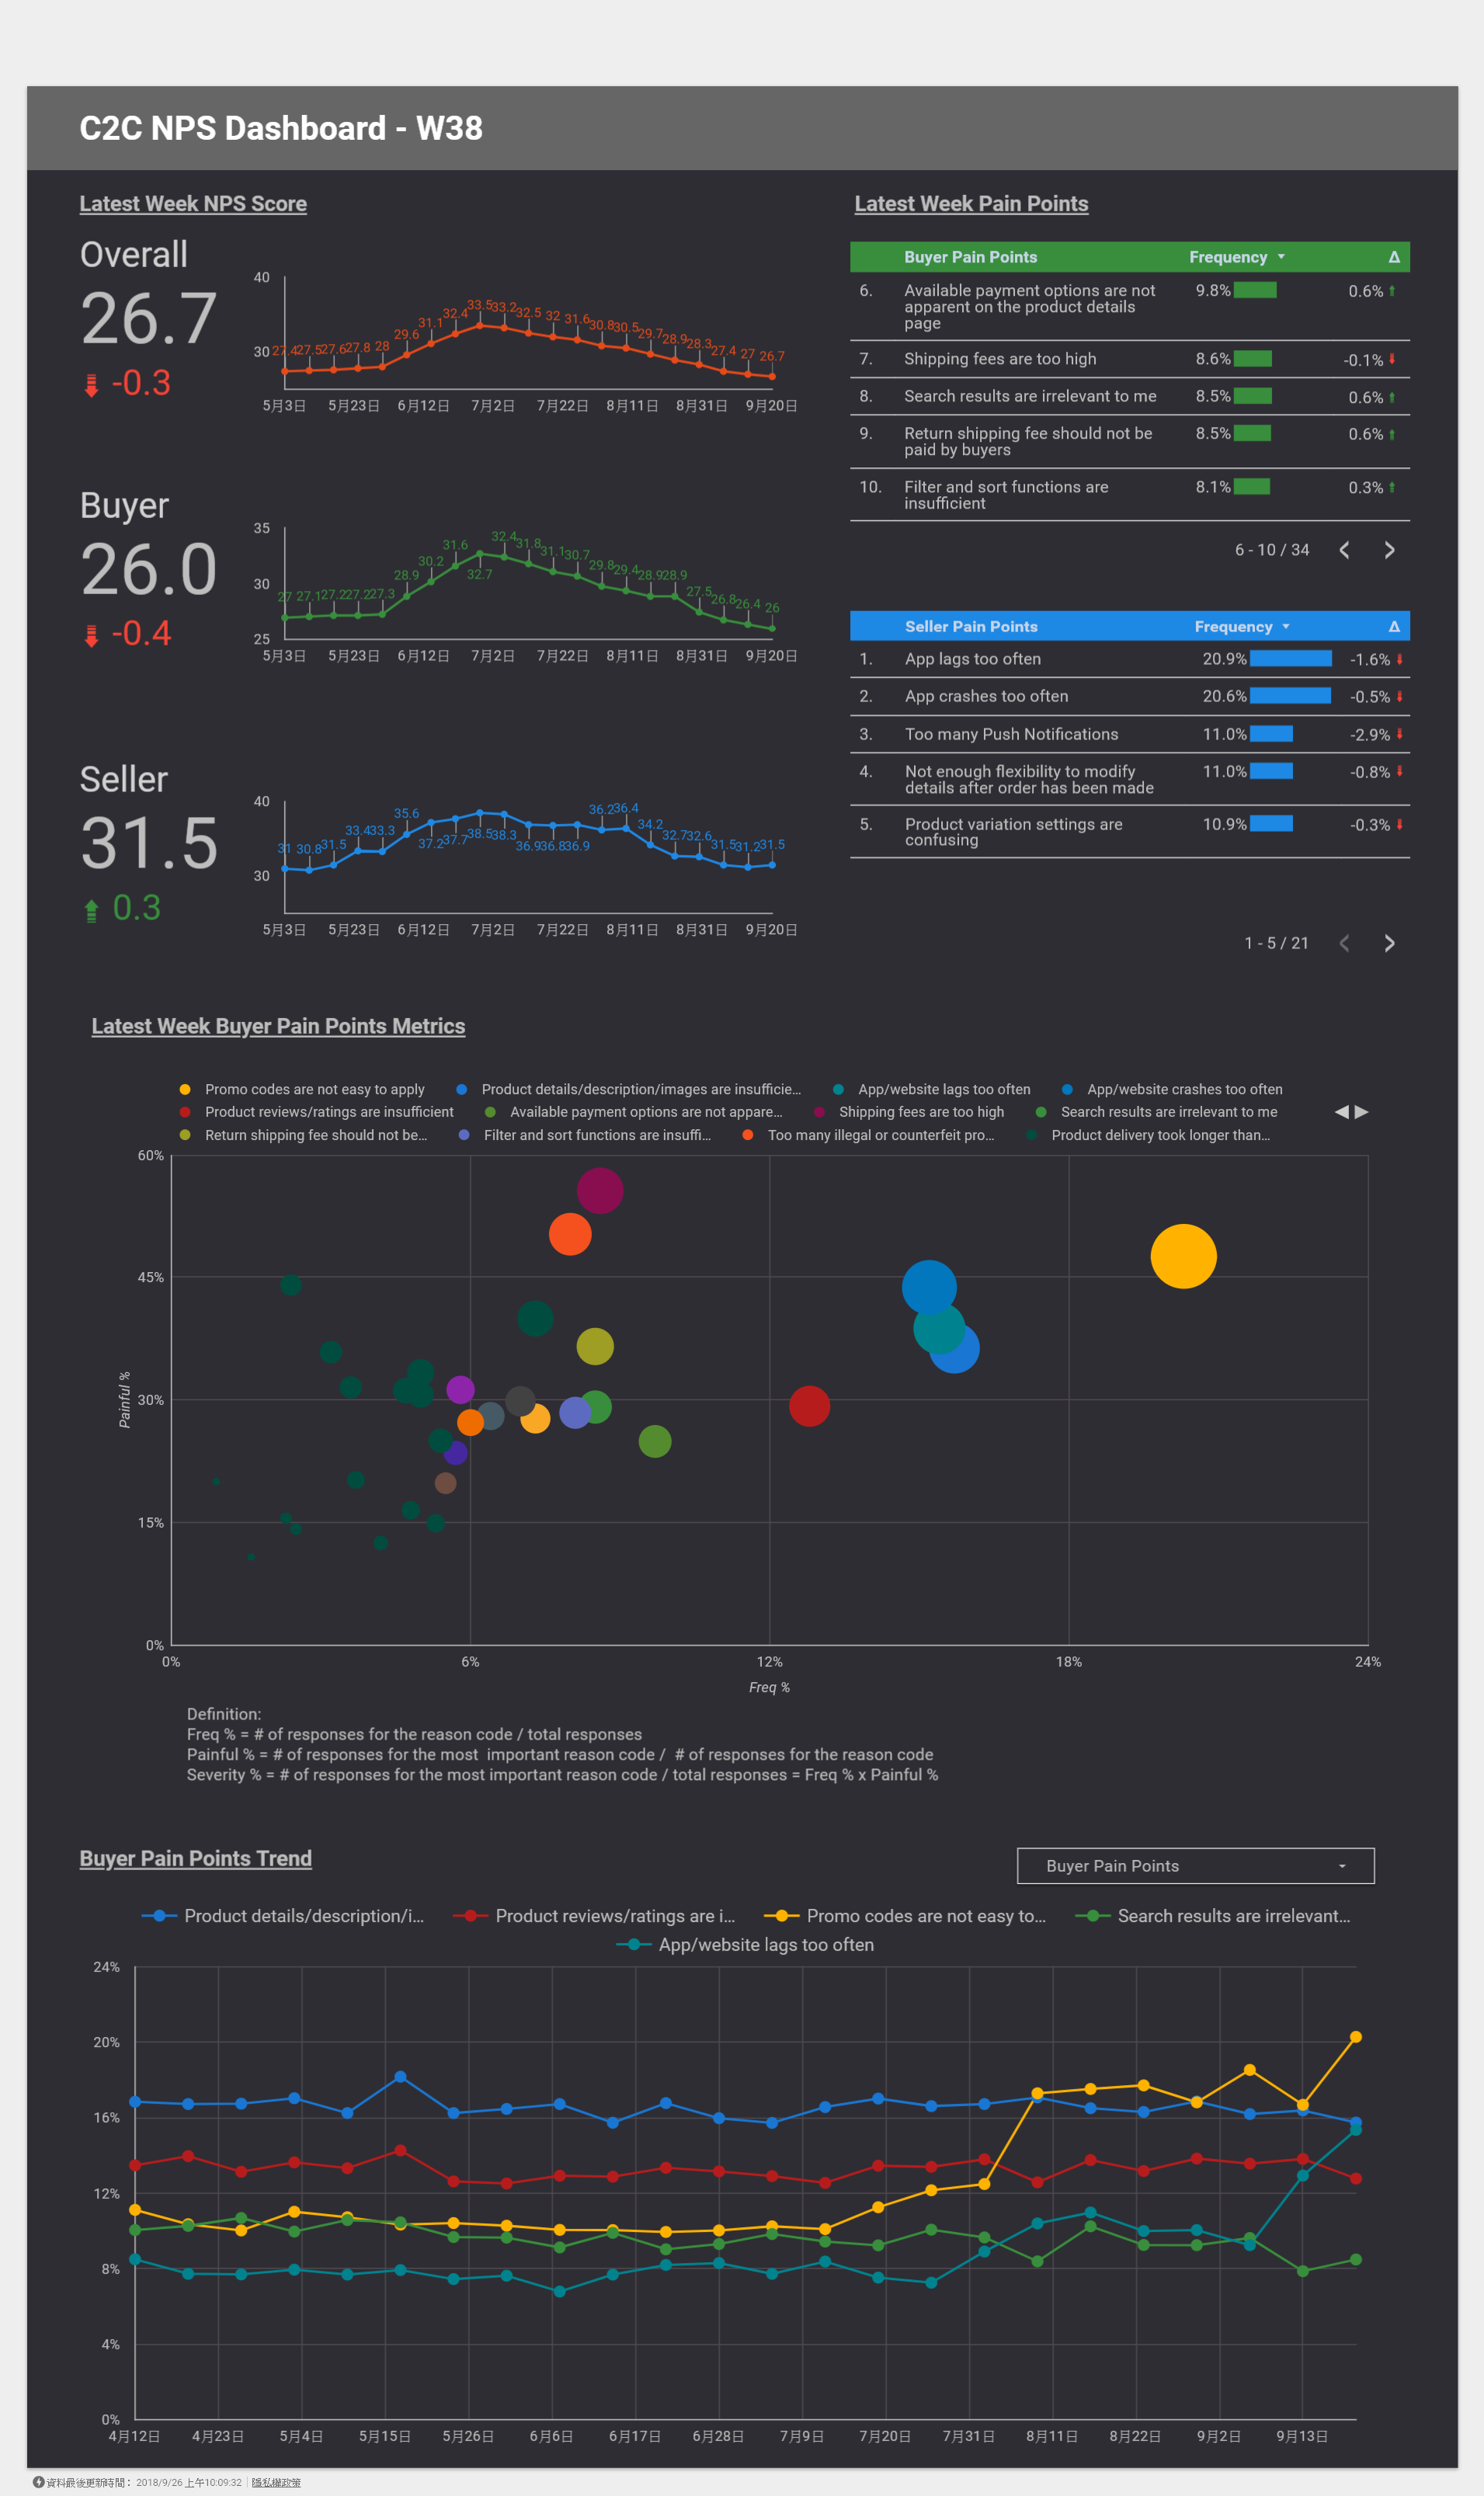 C2C NPS Dashboard - W38
Latest Week NPS Score
Overall
26.7
-0.3
40
30
27.4 27.5 27.6 27.8 28 29.6 31.1 32.4 33.5 33.2 32.5 32 31.6 30.8 30.5 29.7 28.9 28.3 27.4 27 26.7
5月3日 5月23日 6月12日 7月2日 7月22日 8月11日 8月31日 9月20日
Buyer
26.0
-0.4
35
30
25
27 27.1 27.2 27.2 27.3 28.9 30.2 31.6 32.7 32.4 31.8 31.1 30.7 29.8 29.4 28.9 28.9 27.5 26.8 26.4 26
5月3日 5月23日 6月12日 7月2日 7月22日 8月11日 8月31日 9月20日
Seller
31.5
0.3
40
30
31 30.8 31.5 33.4 33.3 35.6 37.2 37.7 38.5 38.3 36.9 36.8 36.9 36.2 36.4 34.2 32.7 32.6 31.5 31.2 31.5
5月3日 5月23日 6月12日 7月2日 7月22日 8月11日 8月31日 9月20日
Latest Week Pain Points
Buyer Pain Points Frequency Δ
6. Available payment options are not 9.8% 0.6%
apparent on the product details
page
7. Shipping fees are too high 8.6% -0.1%
8. Search results are irrelevant to me 8.5% 0.6%
9. Return shipping fee should not be 8.5% 0.6%
paid by buyers
10. Filter and sort functions are 8.1% 0.3%
insufficient
6 - 10 / 34
Seller Pain Points Frequency Δ
1. App lags too often 20.9% -1.6%
2. App crashes too often 20.6% -0.5%
3. Too many Push Notifications 11.0% -2.9%
4. Not enough flexibility to modify 11.0% -0.8%
details after order has been made
5. Product variation settings are 10.9% -0.3%
confusing
1 - 5 / 21
Latest Week Buyer Pain Points Metrics
Promo codes are not easy to apply Product details/description/images are insufficie... App/website lags too often App/website crashes too often
Product reviews/ratings are insufficient Available payment options are not appare... Shipping fees are too high Search results are irrelevant to me
Return shipping fee should not be... Filter and sort functions are insuffi... Too many illegal or counterfeit pro... Product delivery took longer than...
60%
45%
30%
15%
0%
Painful %
0% 6% 12% 18% 24%
Freq %
Definition:
Freq % = # of responses for the reason code / total responses
Painful % = # of responses for the most important reason code / # of responses for the reason code
Severity % = # of responses for the most important reason code / total responses = Freq % x Painful %
Buyer Pain Points Trend
Buyer Pain Points
Product details/description/i... Product reviews/ratings are i... Promo codes are not easy to... Search results are irrelevant...
App/website lags too often
24%
20%
16%
12%
8%
4%
0%
4月12日 4月23日 5月4日 5月15日 5月26日 6月6日 6月17日 6月28日 7月9日 7月20日 7月31日 8月11日 8月22日 9月2日 9月13日
資料最後更新時間： 2018/9/26 上午10:09:32 隱私權政策